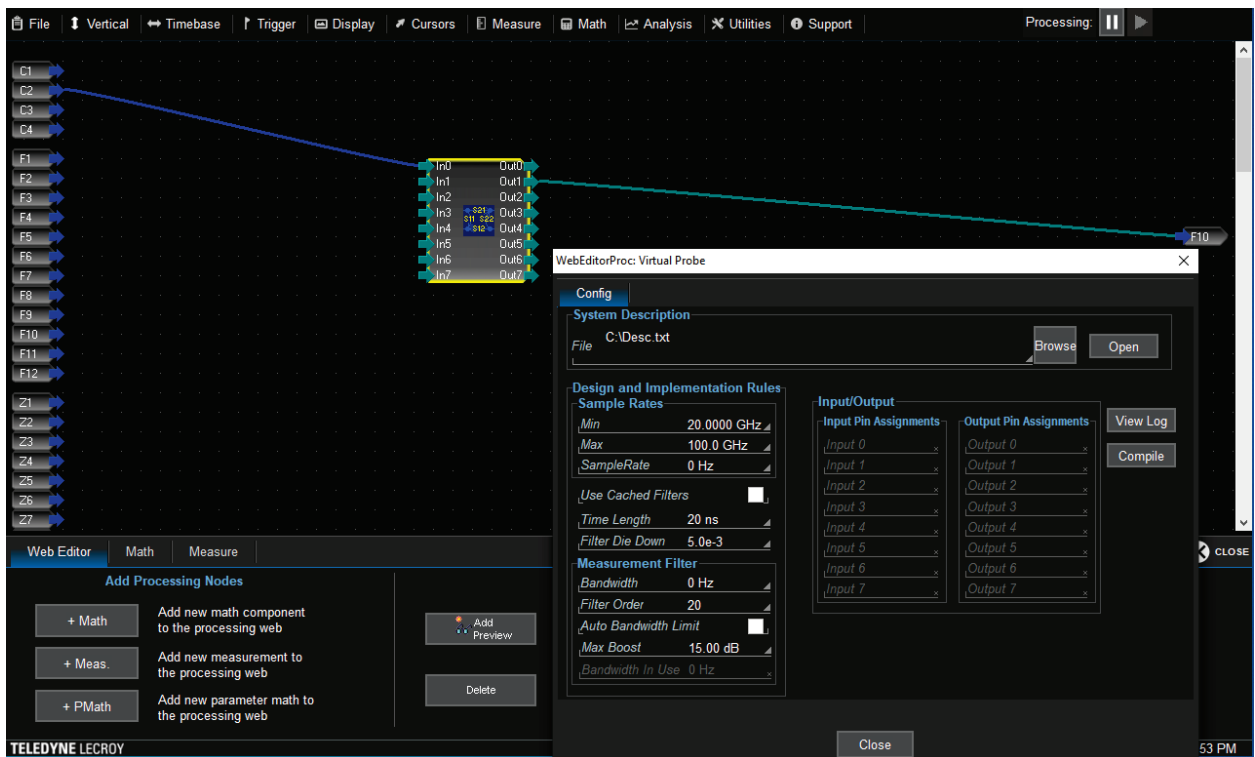 File Vertical Timebase Trigger Display Cursors Measure Math Analysis Utilities Support Processing:
C1
C2
C3
C4
F1
F2
F3
F4
F5
F6
F7
F8
F9
F10
F11
F12
Z1
Z2
Z3
Z4
Z5
Z6
Z7
In0 Out0
In1 Out1
In2 Out2
In3 Out3
In4 Out4
In5 Out5
In6 Out6
In7 Out7
S21
S11 S22
S12
F10
WebEditorProc: Virtual Probe
Config
System Description
File C:\Desc.txt Browse Open
Design and Implementation Rules
Sample Rates
Min 20.0000 GHz
Max 100.0 GHz
SampleRate 0 Hz
Use Cached Filters
Time Length 20 ns
Filter Die Down 5.0e-3
Measurement Filter
Bandwidth 0 Hz
Filter Order 20
Auto Bandwidth Limit
Max Boost 15.00 dB
Bandwidth In Use 0 Hz
Input/Output
Input Pin Assignments Output Pin Assignments
Input 0 Output 0
Input 1 Output 1
Input 2 Output 2
Input 3 Output 3
Input 4 Output 4
Input 5 Output 5
Input 6 Output 6
Input 7 Output 7
View Log
Compile
Close
Web Editor Math Measure
CLOSE
Add Processing Nodes
+ Math
Add new math component
to the processing web
+ Meas.
Add new measurement to
the processing web
+ PMath
Add new parameter math to
the processing web
Add
Preview
Delete
TELEDYNE LECROY
53 PM